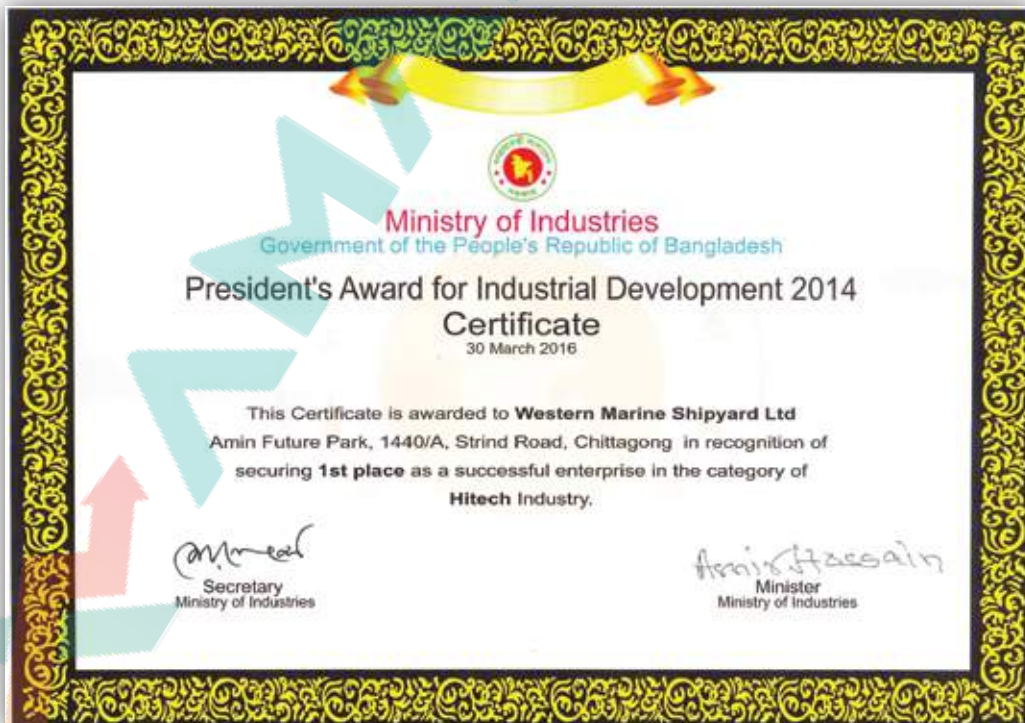 Ministry of Industries
Government of the People's Republic of Bangladesh
President's Award for Industrial Development 2014
Certificate
30 March 2016
This Certificate is awarded to Western Marine Shipyard Ltd
Amin Future Park, 1440/A, Strind Road, Chittagong in recognition of
securing 1st place as a successful enterprise in the category of
Hitech Industry.
Amir Hassain
Secretary
Ministry of Industries
Minister
Ministry of Industries